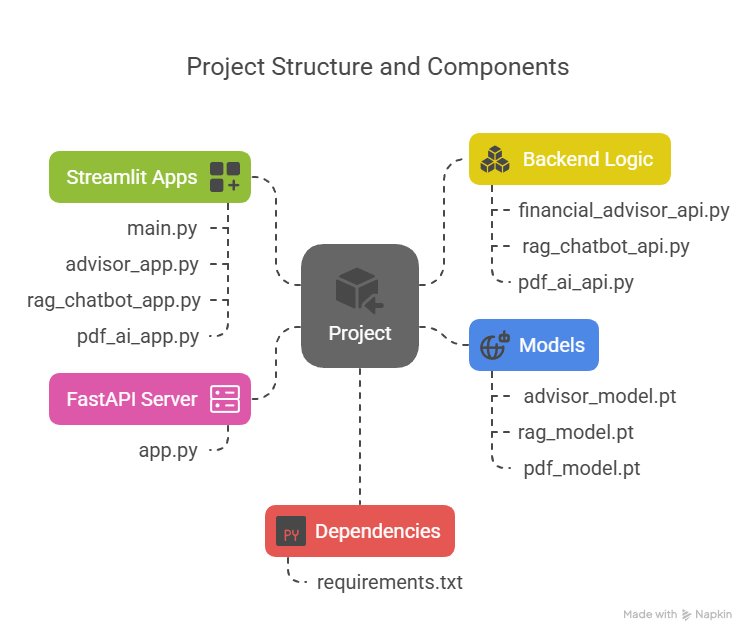 Project Structure and Components
Streamlit Apps
main.py
advisor_app.py
rag_chatbot_app.py
pdf_ai_app.py
FastAPI Server
app.py
Project
Backend Logic
financial_advisor_api.py
rag_chatbot_api.py
pdf_ai_api.py
Models
advisor_model.pt
rag_model.pt
pdf_model.pt
PY
Dependencies
requirements.txt
Made with Napkin